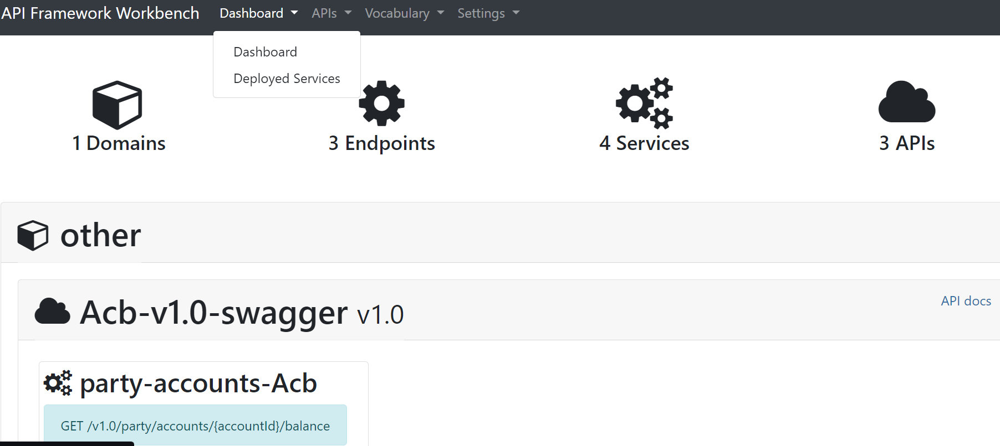 API Framework Workbench Dashboard APIs Vocabulary Settings
Dashboard
Deployed Services
1 Domains 3 Endpoints 4 Services 3 APIs
other
Acb-v1.0-swagger v1.0 API docs
party-accounts-Acb
GET /v1.0/party/accounts/{accountId}/balance